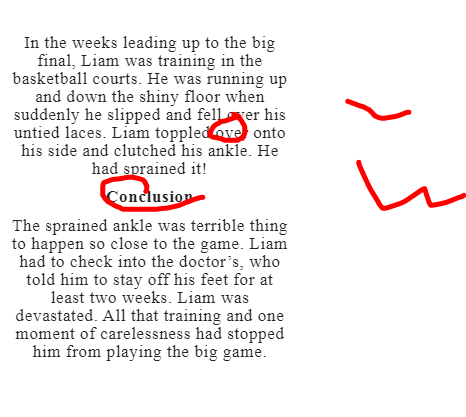 In the weeks leading up to the big
final, Liam was training in the
basketball courts. He was running up
and down the shiny floor when
suddenly he slipped and fell over his
untied laces. Liam toppled over onto
his side and clutched his ankle. He
had sprained it!
Conclusion
The sprained ankle was terrible thing
to happen so close to the game. Liam
had to check into the doctor’s, who
told him to stay off his feet for at
least two weeks. Liam was
devastated. All that training and one
moment of carelessness had stopped
him from playing the big game.